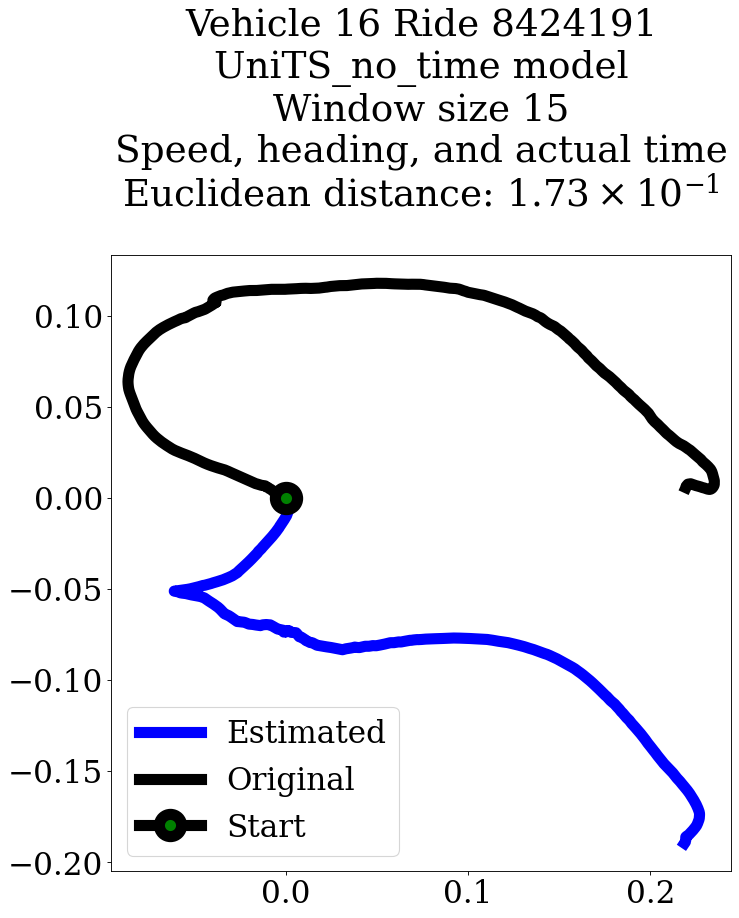 Vehicle 16 Ride 8424191
UniTS_no_time model
Window size 15
Speed, heading, and actual time
Euclidean distance: 1.73 × 10⁻¹
0.10
0.05
0.00
−0.05
−0.10
−0.15
−0.20
Estimated
Original
Start
0.0 0.1 0.2